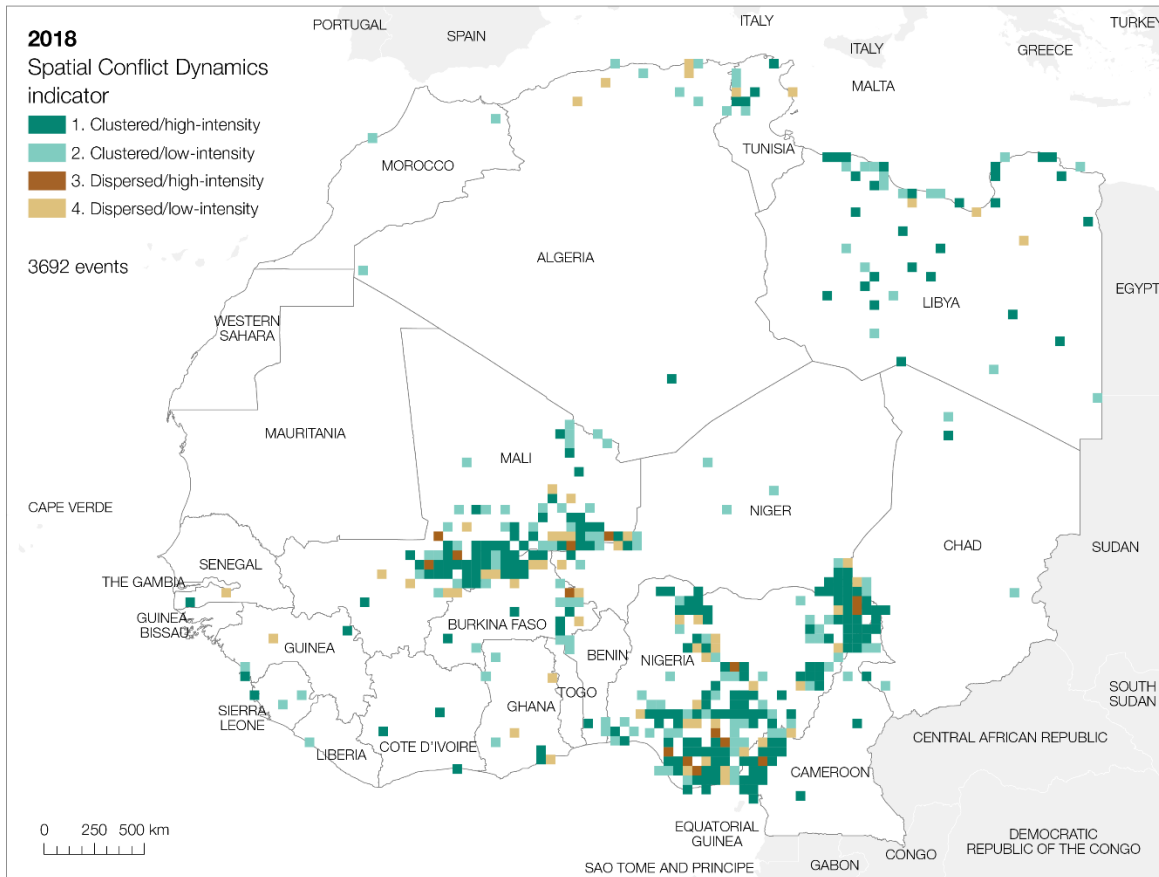 2018
Spatial Conflict Dynamics
indicator
1. Clustered/high-intensity
2. Clustered/low-intensity
3. Dispersed/high-intensity
4. Dispersed/low-intensity
3692 events
PORTUGAL
SPAIN
ITALY
ITALY
GREECE
TURKEY
MALTA
MOROCCO
TUNISIA
ALGERIA
LIBYA
EGYPT
WESTERN
SAHARA
MAURITANIA
MALI
NIGER
CHAD
SUDAN
CAPE VERDE
SENEGAL
THE GAMBIA
GUINEA
BISSAU
GUINEA
BURKINA FASO
BENIN
NIGERIA
TOGO
GHANA
SIERRA
LEONE
LIBERIA
COTE D'IVOIRE
CAMEROON
SOUTH
SUDAN
CENTRAL AFRICAN REPUBLIC
EQUATORIAL
GUINEA
SAO TOME AND PRINCIPE
GABON
CONGO
DEMOCRATIC
REPUBLIC OF THE CONGO
0 250 500 km